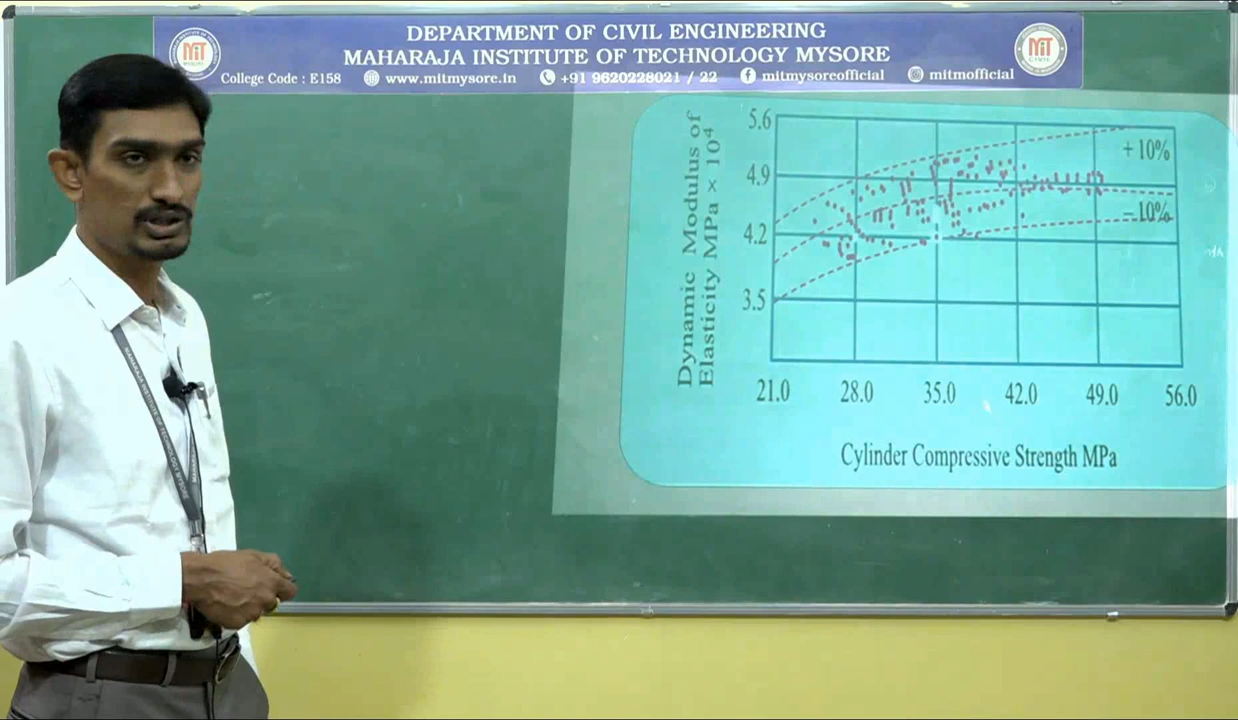 DEPARTMENT OF CIVIL ENGINEERING
MAHARAJA INSTITUTE OF TECHNOLOGY MYSORE
College Code : E158 www.mitmysore.in +91 9620228021 / 22 mitmysoreofficial mitmofficial
MIT
MIT
Dynamic Modulus of
Elasticity MPa × 10⁴
5.6
4.9
4.2
3.5
+ 10%
– 10%
21.0 28.0 35.0 42.0 49.0 56.0
Cylinder Compressive Strength MPa